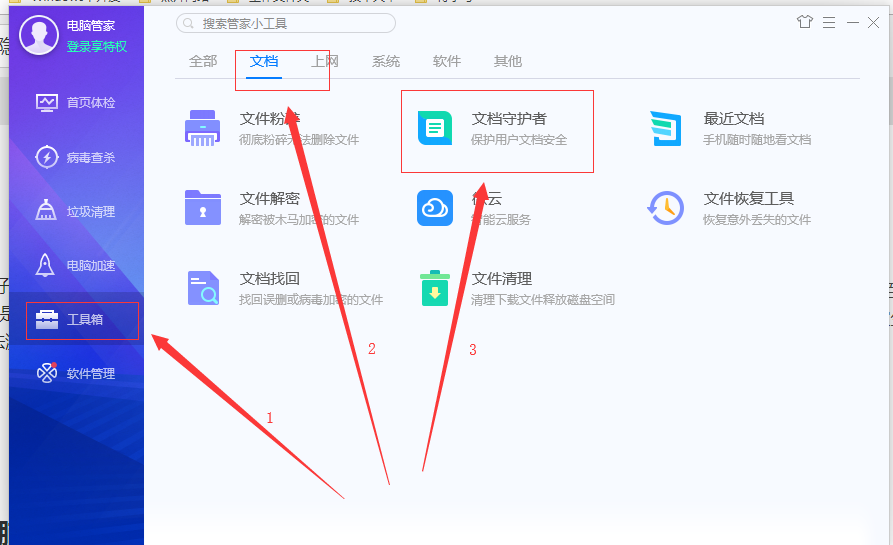 电脑管家
登录享特权
首页体检
病毒查杀
垃圾清理
电脑加速
工具箱
软件管理
搜索管家小工具
全部 文档 上网 系统 软件 其他
文件粉碎
彻底粉碎无法删除文件
文档守护者
保护用户文档安全
最近文档
手机随时随地看文档
文件解密
解密被木马加密的文件
微云
智能云服务
文件恢复工具
恢复意外丢失的文件
文档找回
找回误删或病毒加密的文件
文件清理
清理下载文件释放磁盘空间
1
2
3